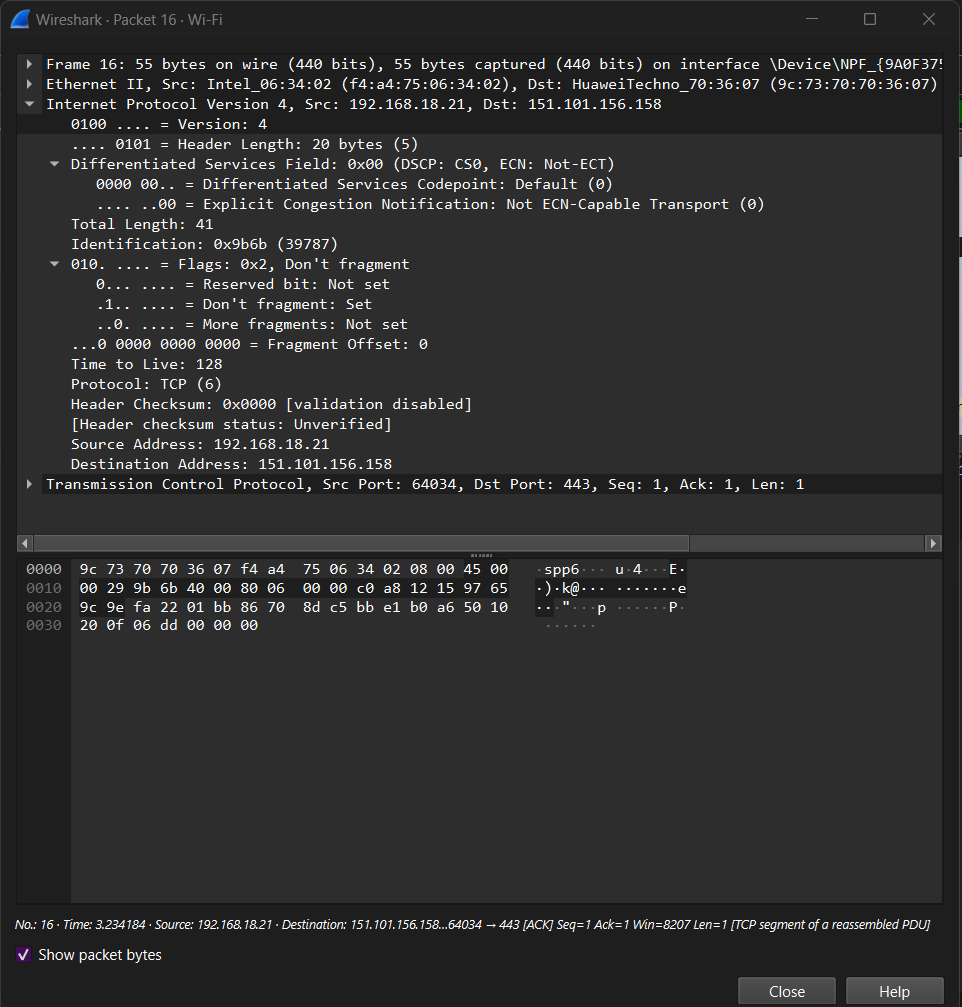 Wireshark · Packet 16 · Wi-Fi
Frame 16: 55 bytes on wire (440 bits), 55 bytes captured (440 bits) on interface \Device\NPF_{9A0F375
Ethernet II, Src: Intel_06:34:02 (f4:a4:75:06:34:02), Dst: HuaweiTechno_70:36:07 (9c:73:70:70:36:07)
Internet Protocol Version 4, Src: 192.168.18.21, Dst: 151.101.156.158
0100 .... = Version: 4
.... 0101 = Header Length: 20 bytes (5)
Differentiated Services Field: 0x00 (DSCP: CS0, ECN: Not-ECT)
0000 00.. = Differentiated Services Codepoint: Default (0)
.... ..00 = Explicit Congestion Notification: Not ECN-Capable Transport (0)
Total Length: 41
Identification: 0x9b6b (39787)
010. .... = Flags: 0x2, Don't fragment
0... .... = Reserved bit: Not set
.1.. .... = Don't fragment: Set
..0. .... = More fragments: Not set
...0 0000 0000 0000 = Fragment Offset: 0
Time to Live: 128
Protocol: TCP (6)
Header Checksum: 0x0000 [validation disabled]
[Header checksum status: Unverified]
Source Address: 192.168.18.21
Destination Address: 151.101.156.158
Transmission Control Protocol, Src Port: 64034, Dst Port: 443, Seq: 1, Ack: 1, Len: 1
0000 9c 73 70 70 36 07 f4 a4 75 06 34 02 08 00 45 00 ·spp6··· u·4···E·
0010 00 29 9b 6b 40 00 80 06 00 00 c0 a8 12 15 97 65 ·)·k@··· ·······e
0020 9c 9e fa 22 01 bb 86 70 8d c5 bb e1 b0 a6 50 10 ···"···p ······P·
0030 20 0f 06 dd 00 00 00 ······
No.: 16 · Time: 3.234184 · Source: 192.168.18.21 · Destination: 151.101.156.158...64034 → 443 [ACK] Seq=1 Ack=1 Win=8207 Len=1 [TCP segment of a reassembled PDU]
Show packet bytes
Close Help